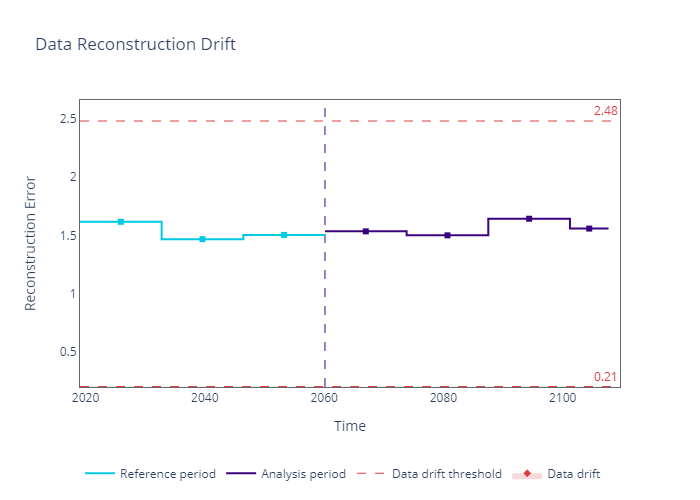 Data Reconstruction Drift
2.48
2.5
2
1.5
1
0.5
0.21
Reconstruction Error
2020 2040 2060 2080 2100
Time
Reference period Analysis period Data drift threshold Data drift